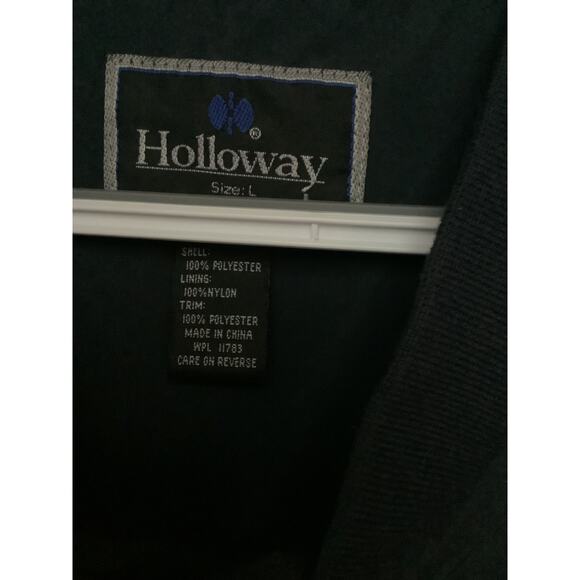 ®
Holloway
Size: L
SHELL:
100% POLYESTER
LINING:
100%NYLON
TRIM:
100% POLYESTER
MADE IN CHINA
WPL 11783
CARE ON REVERSE